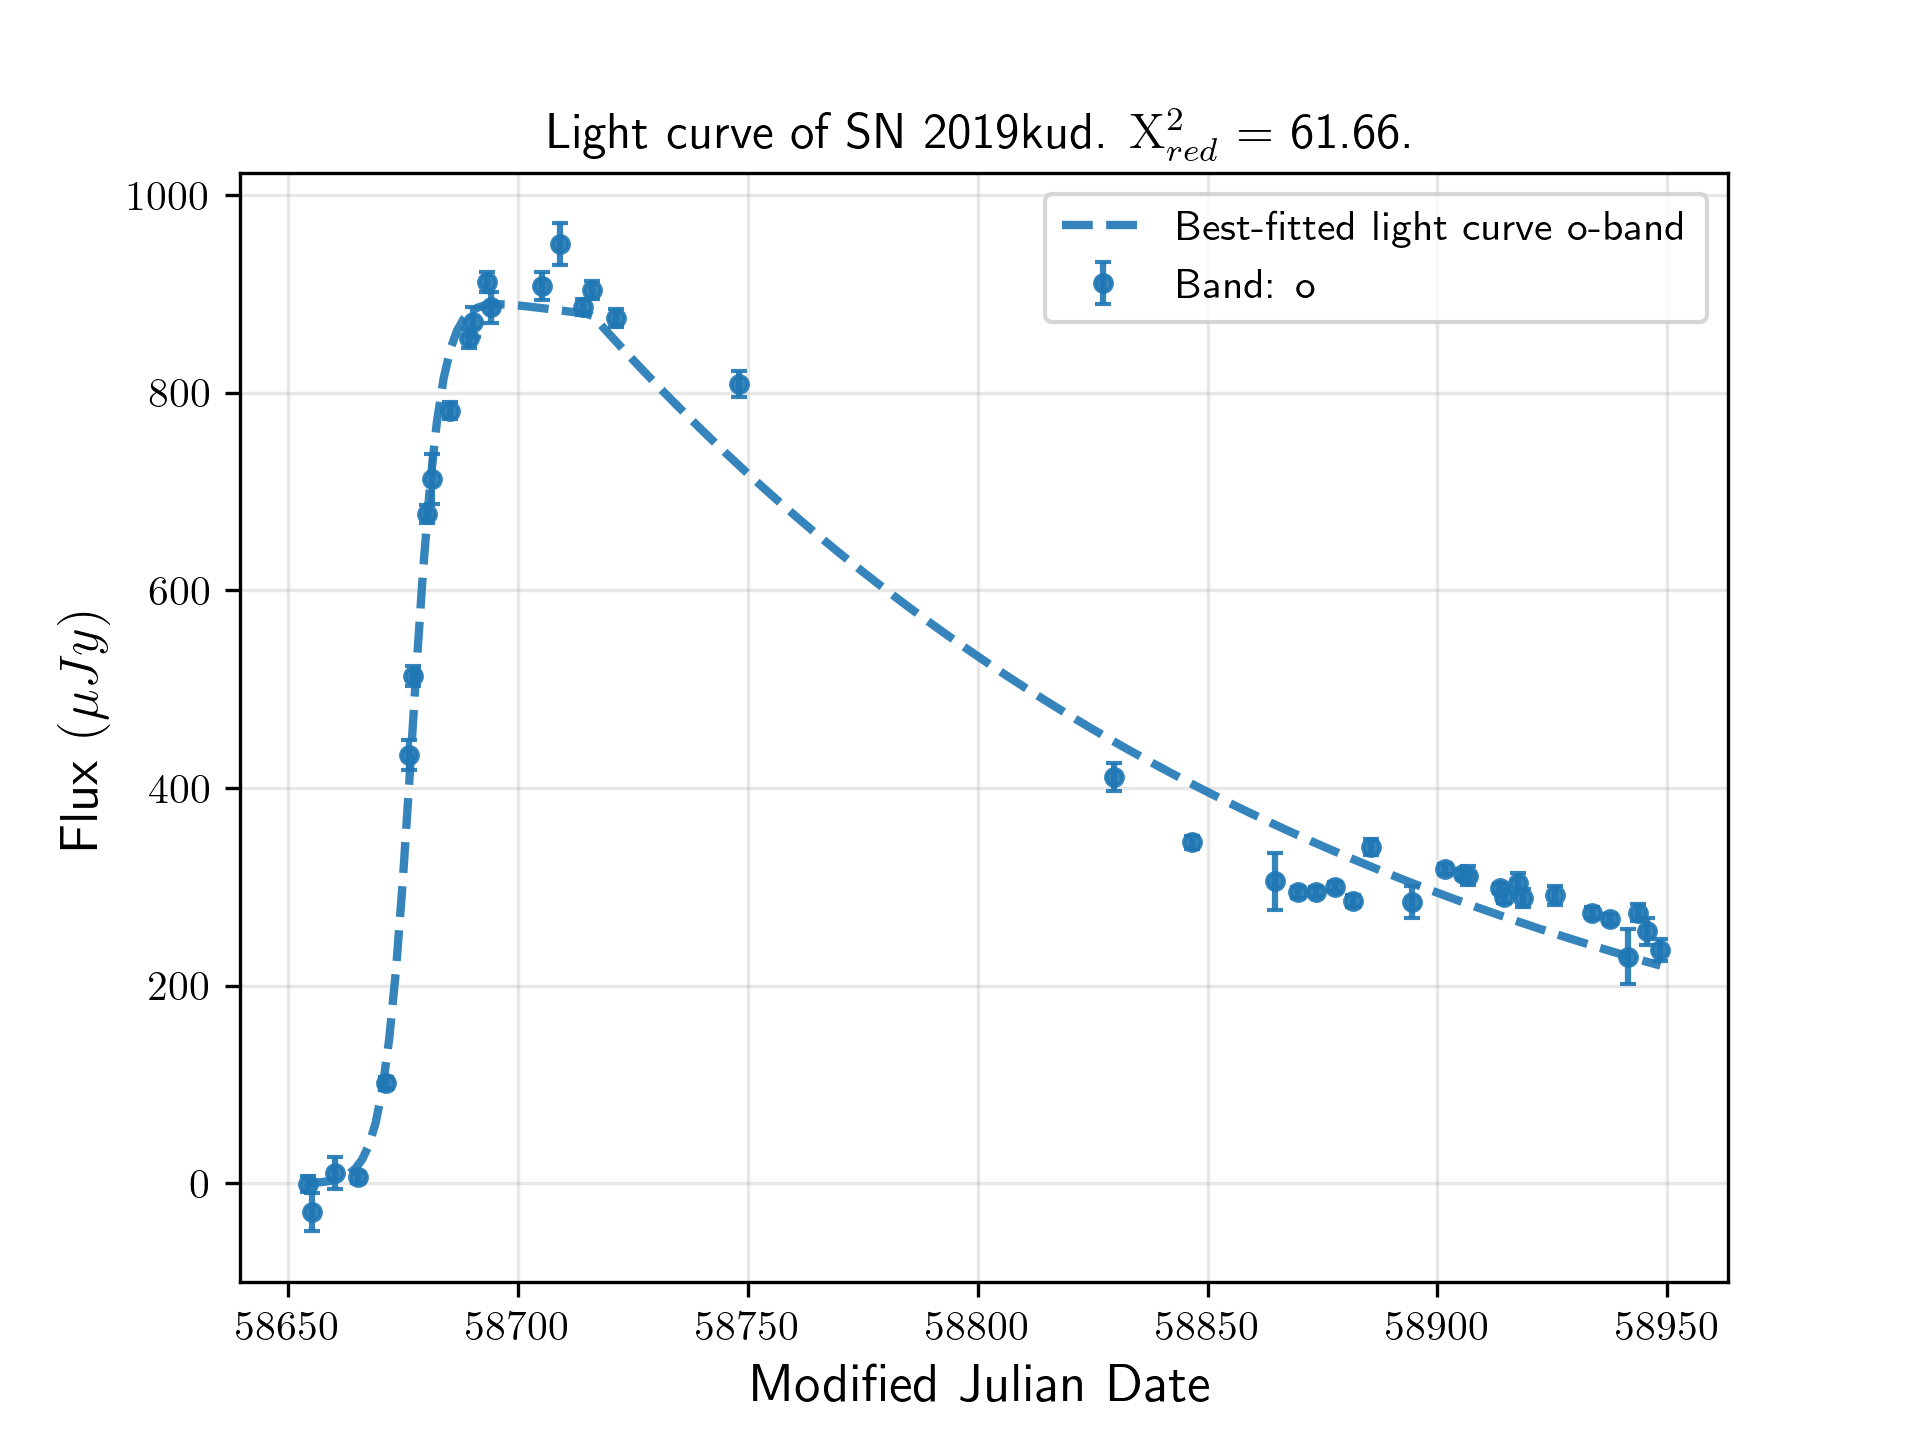 Light curve of SN 2019kud. X²_red = 61.66.
1000
800
600
400
200
0
Flux (μJy)
Best-fitted light curve o-band
Band: o
58650 58700 58750 58800 58850 58900 58950
Modified Julian Date